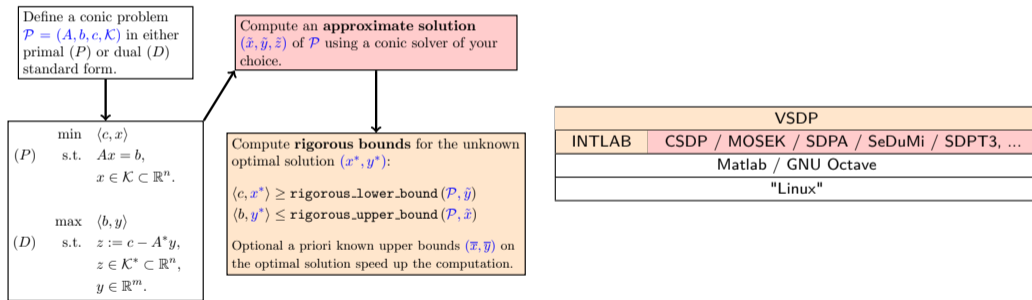 Define a conic problem
𝒫 = (A, b, c, 𝒦) in either
primal (P) or dual (D)
standard form.
min ⟨c, x⟩
(P) s.t. Ax = b,
x ∈ 𝒦 ⊂ ℝⁿ.
max ⟨b, y⟩
(D) s.t. z := c − A*y,
z ∈ 𝒦* ⊂ ℝⁿ,
y ∈ ℝᵐ.
Compute an approximate solution
(x̃, ỹ, z̃) of 𝒫 using a conic solver of your
choice.
Compute rigorous bounds for the unknown
optimal solution (x*, y*):
⟨c, x*⟩ ≥ rigorous_lower_bound(𝒫, ỹ)
⟨b, y*⟩ ≤ rigorous_upper_bound(𝒫, x̃)
Optional a priori known upper bounds (x̅, y̅) on
the optimal solution speed up the computation.
VSDP
INTLAB CSDP / MOSEK / SDPA / SeDuMi / SDPT3, ...
Matlab / GNU Octave
"Linux"